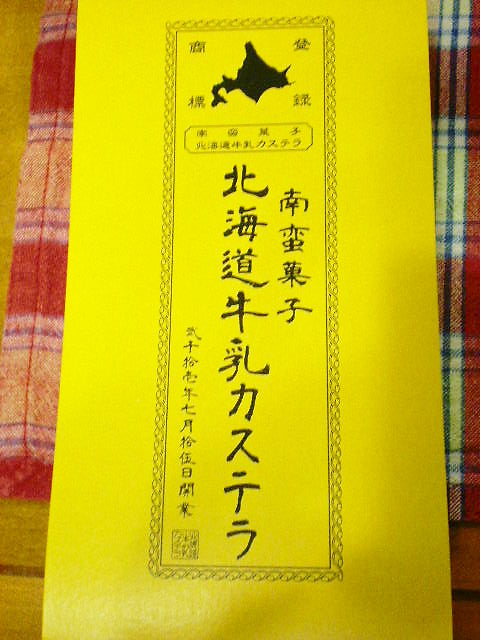 登録
商標
南蛮菓子
北海道牛乳カステラ
南蛮菓子
北海道牛乳カステラ
弐千拾壱年七月拾伍日開業